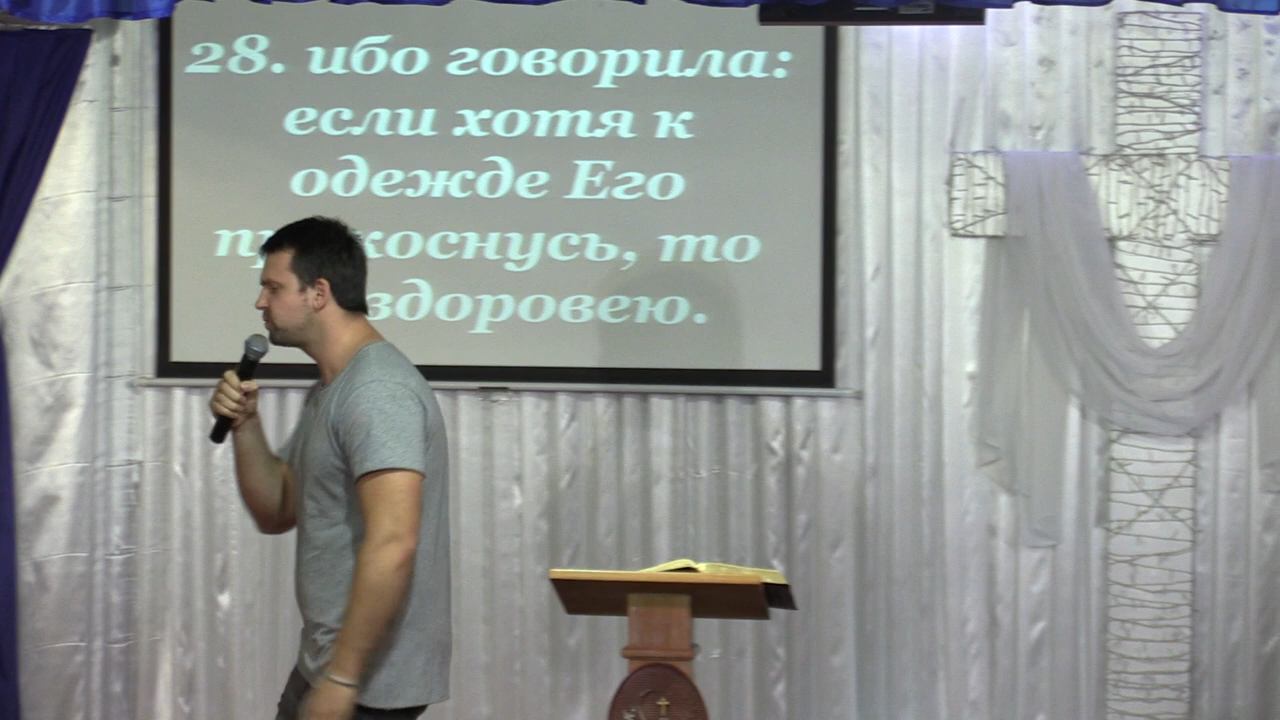 28. ибо говорила:
если хотя к
одежде Его
то